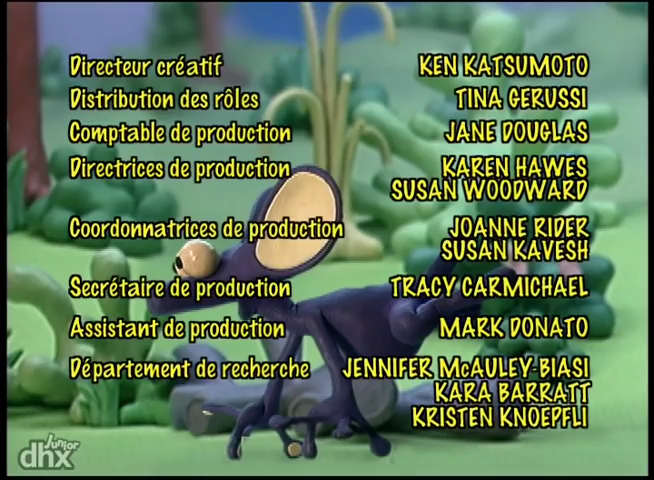 Directeur créatif KEN KATSUMOTO
Distribution des rôles TINA GERUSSI
Comptable de production JANE DOUGLAS
Directrices de production KAREN HAWES
SUSAN WOODWARD
Coordonnatrices de production JOANNE RIDER
SUSAN KAVESH
Secrétaire de production TRACY CARMICHAEL
Assistant de production MARK DONATO
Département de recherche JENNIFER McAULEY-BIASI
KARA BARRATT
KRISTEN KNOEPFLI
dhx Junior